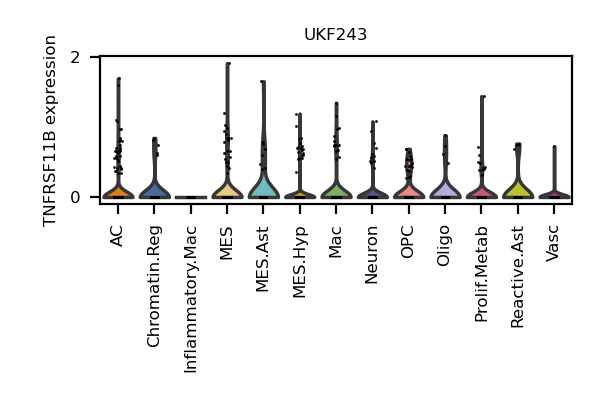 UKF243
TNFRSF11B expression
2
0
AC
Chromatin.Reg
Inflammatory.Mac
MES
MES.Ast
MES.Hyp
Mac
Neuron
OPC
Oligo
Prolif.Metab
Reactive.Ast
Vasc